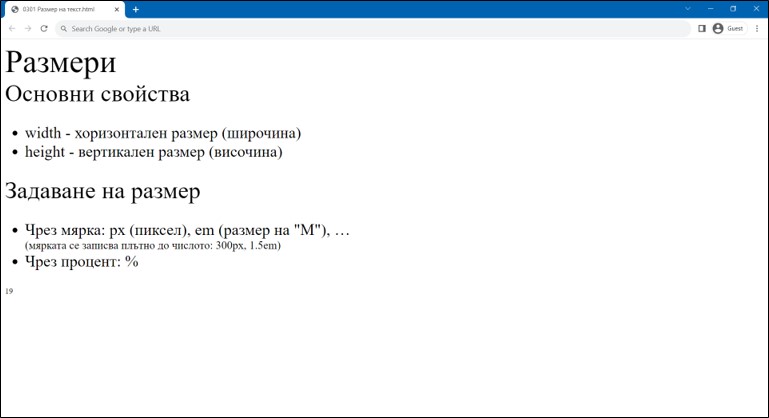 0301 Размер на текст.html
Search Google or type a URL
Guest
Размери
Основни свойства
width - хоризонтален размер (широчина)
height - вертикален размер (височина)
Задаване на размер
Чрез мярка: px (пиксел), em (размер на "М"), …
(мярката се записва плътно до числото: 300px, 1.5em)
Чрез процент: %
19